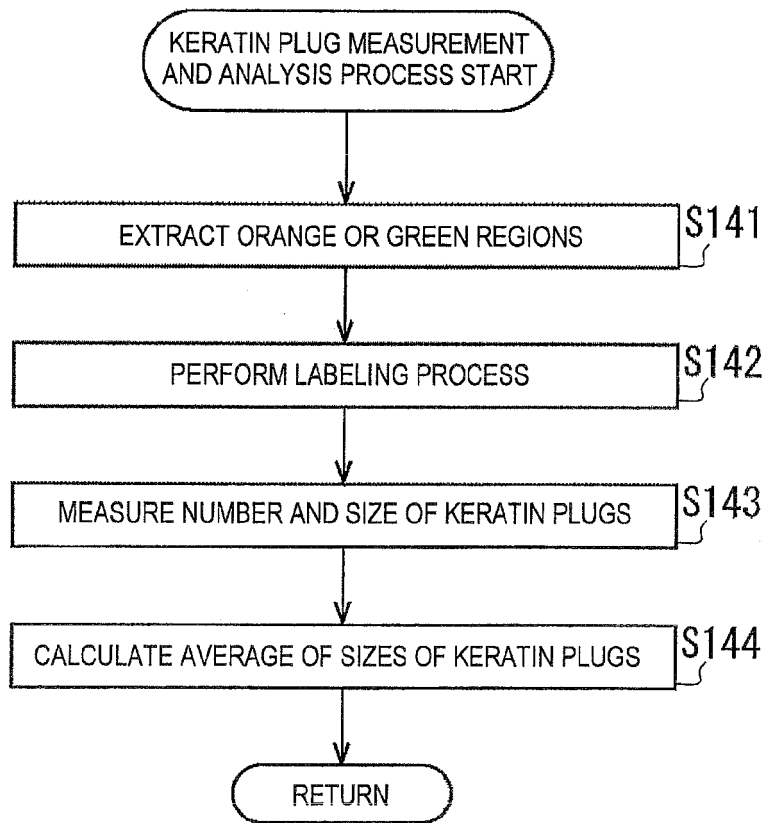 KERATIN PLUG MEASUREMENT
AND ANALYSIS PROCESS START
EXTRACT ORANGE OR GREEN REGIONS
S141
PERFORM LABELING PROCESS
S142
MEASURE NUMBER AND SIZE OF KERATIN PLUGS
S143
CALCULATE AVERAGE OF SIZES OF KERATIN PLUGS
S144
RETURN